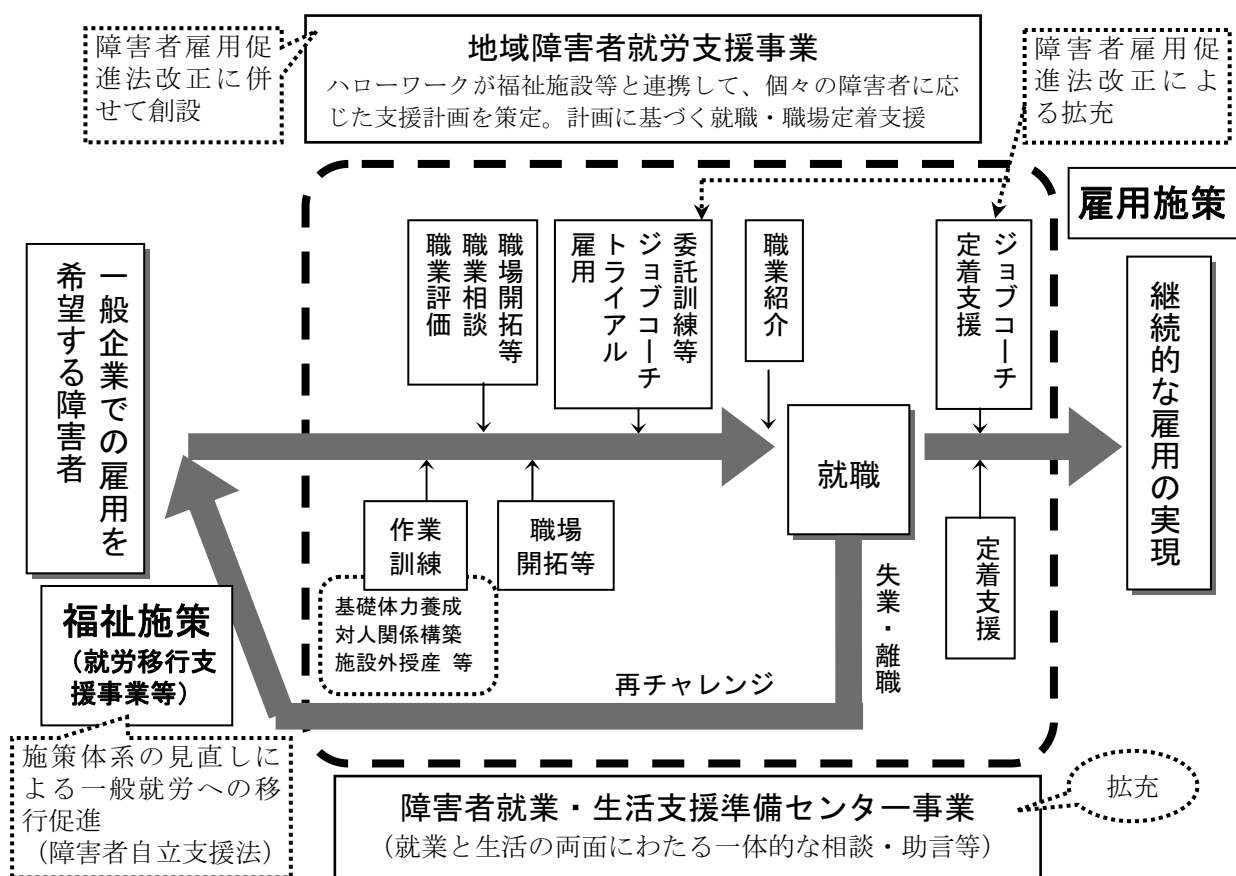 障害者雇用促
進法改正に併
せて創設
地域障害者就労支援事業
ハローワークが福祉施設等と連携して、個々の障害者に応
じた支援計画を策定。計画に基づく就職・職場定着支援
障害者雇用促
進法改正によ
る拡充
雇用施策
一般企業での雇用を
希望する障害者
職場開拓等
職業相談
職業評価
委託訓練等
ジョブコーチ
トライアル
雇用
職業紹介
ジョブコーチ
定着支援
継続的な雇用の実現
就職
作業
訓練
職場
開拓等
基礎体力養成
対人関係構築
施設外授産 等
定着支援
失業・離職
再チャレンジ
福祉施策
（就労移行支
援事業等）
施策体系の見直しに
よる一般就労への移
行促進
（障害者自立支援法）
障害者就業・生活支援準備センター事業
（就業と生活の両面にわたる一体的な相談・助言等）
拡充